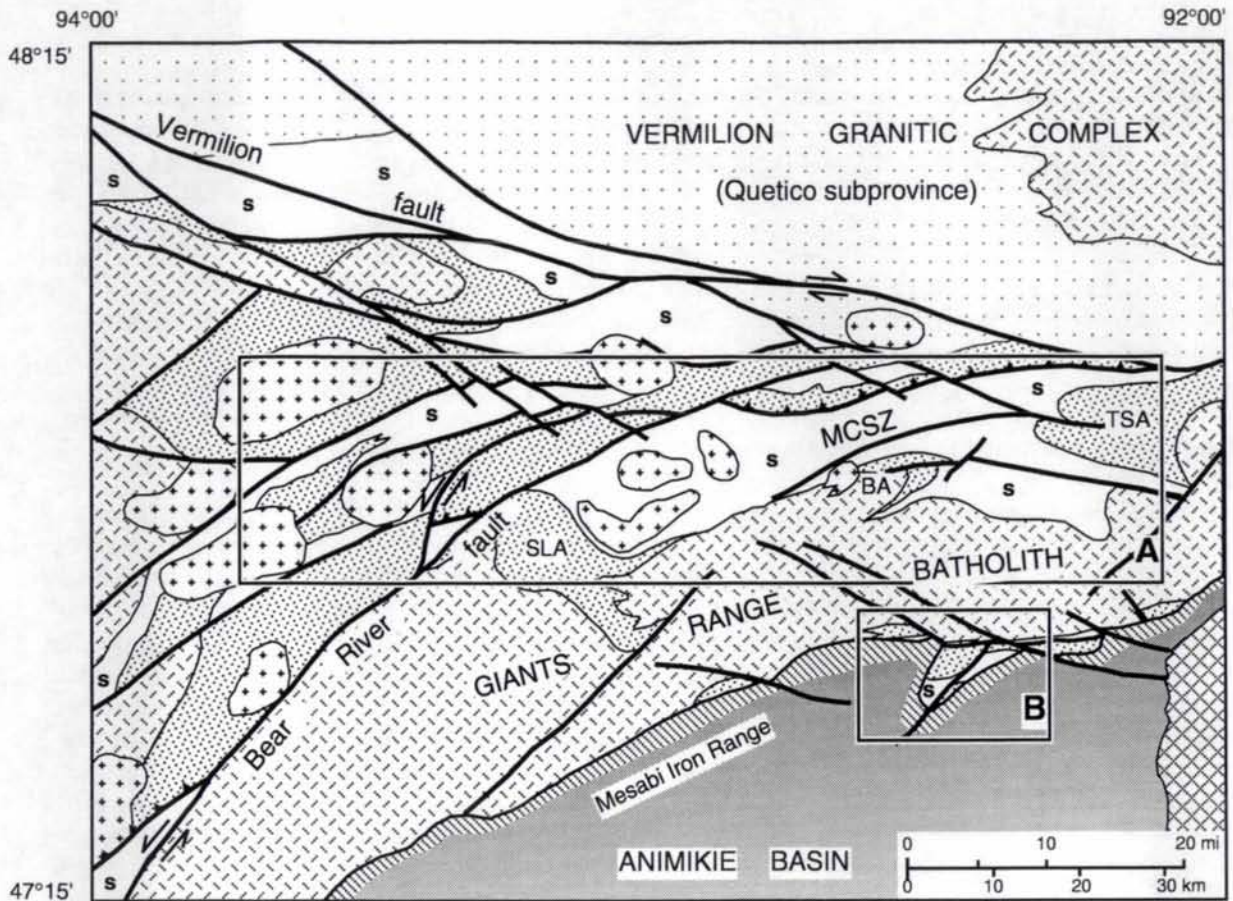 94°00'
92°00'
48°15'
Vermilion
fault
VERMILION GRANITIC COMPLEX
(Quetico subprovince)
s
s
s
s
s
s
s
TSA
MCSZ
s
BA
s
fault
SLA
A
BATHOLITH
RANGE
River
GIANTS
s
s
B
Bear
Mesabi Iron Range
s
ANIMIKIE BASIN
0 10 20 mi
0 10 20 30 km
47°15'